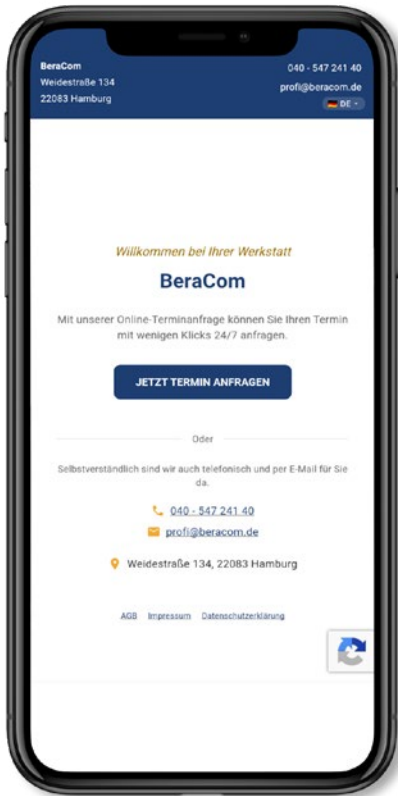 BeraCom
Weidestraße 134
22083 Hamburg
040 - 547 241 40
profi@beracom.de
DE
Willkommen bei Ihrer Werkstatt
BeraCom
Mit unserer Online-Terminanfrage können Sie Ihren Termin
mit wenigen Klicks 24/7 anfragen.
JETZT TERMIN ANFRAGEN
Oder
Selbstverständlich sind wir auch telefonisch und per E-Mail für Sie
da.
040 - 547 241 40
profi@beracom.de
Weidestraße 134, 22083 Hamburg
AGB Impressum Datenschutzerklärung